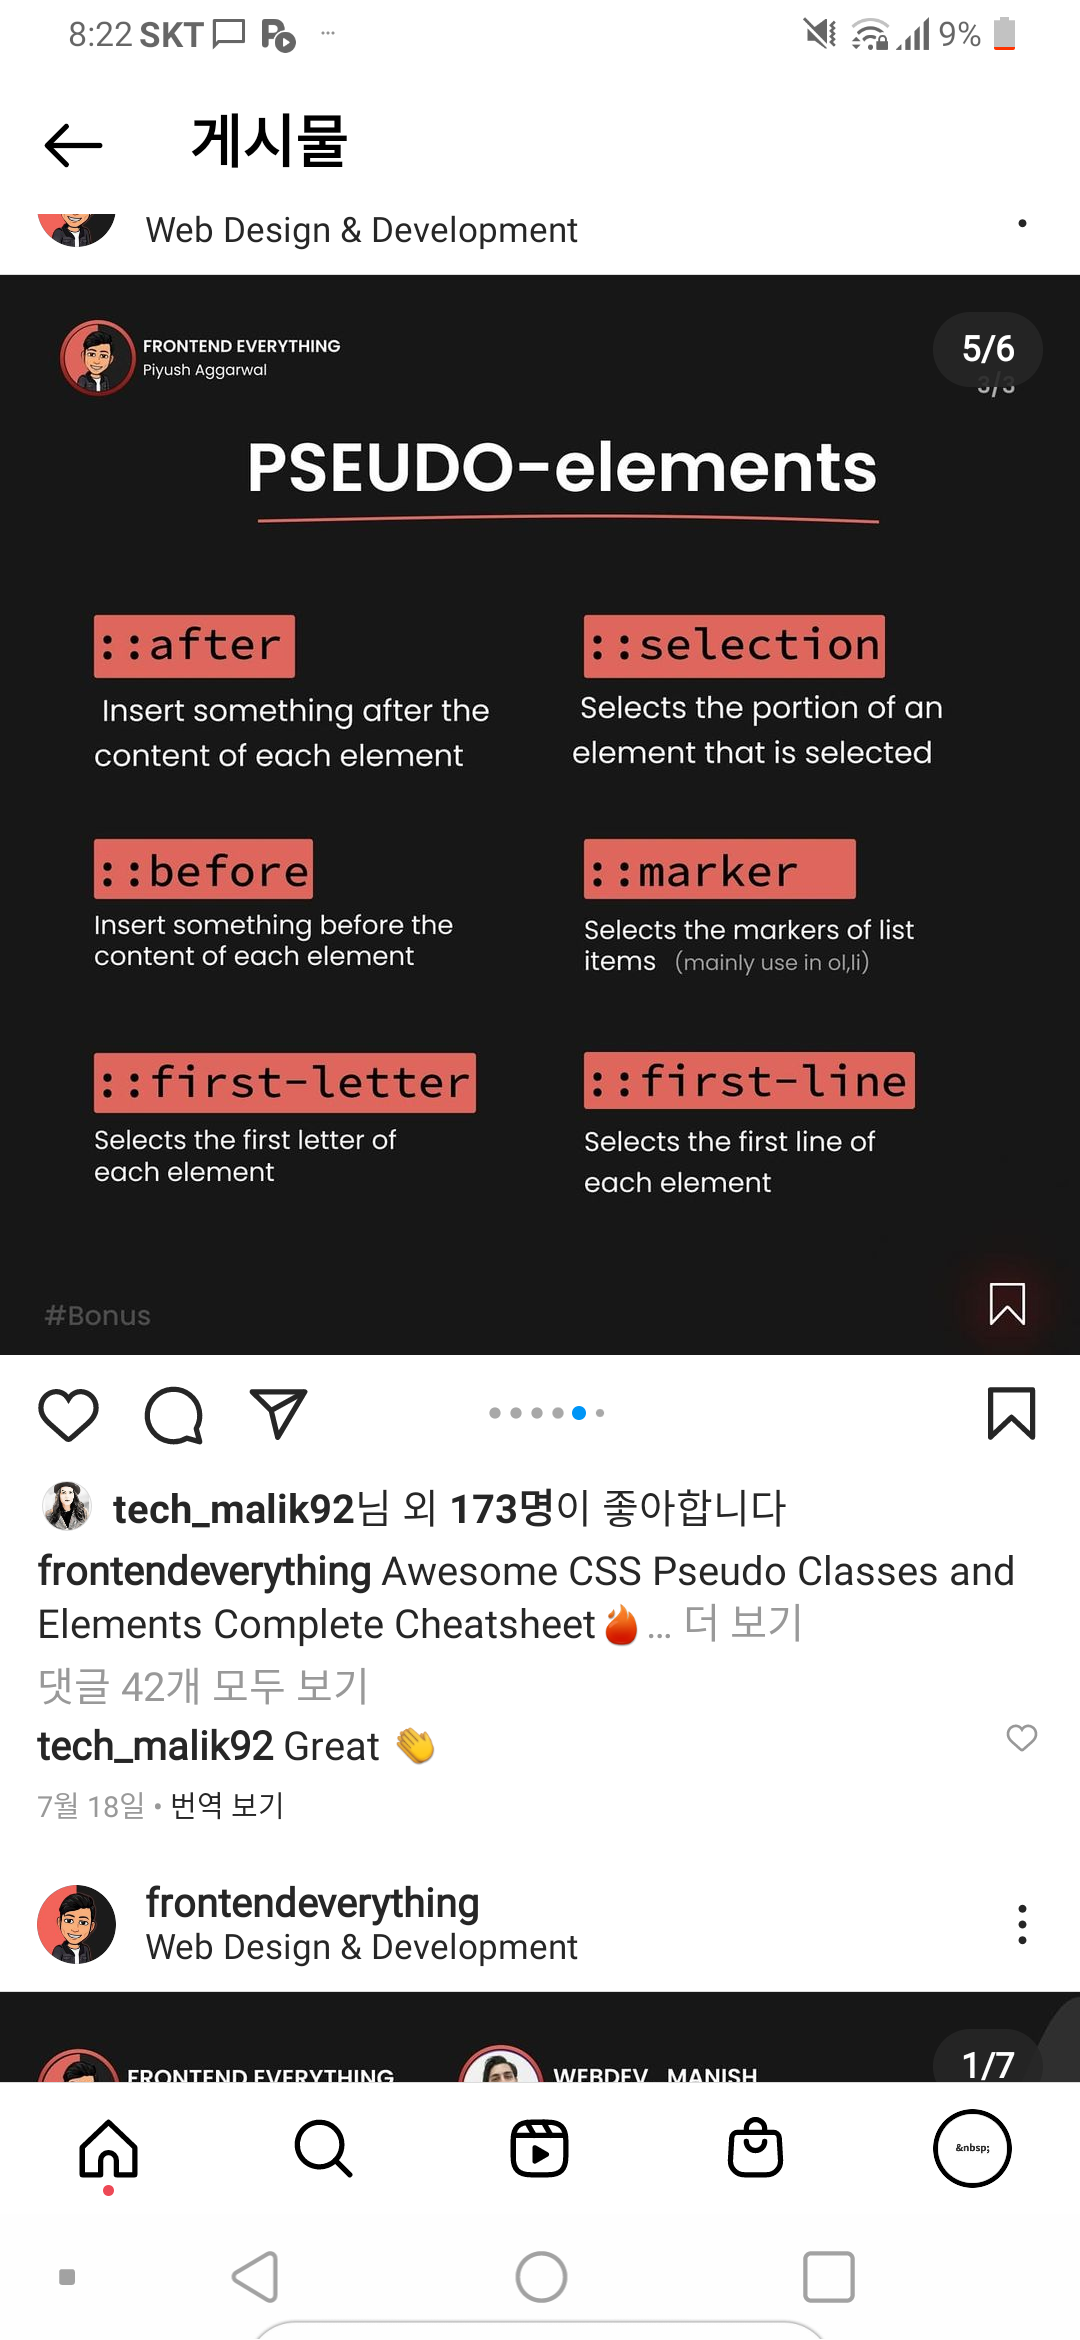 8:22 SKT 9%
게시물
Web Design & Development
FRONTEND EVERYTHING
Piyush Aggarwal
5/6
3/3
PSEUDO-elements
::after
Insert something after the
content of each element
::selection
Selects the portion of an
element that is selected
::before
Insert something before the
content of each element
::marker
Selects the markers of list
items (mainly use in ol,li)
::first-letter
Selects the first letter of
each element
::first-line
Selects the first line of
each element
#Bonus
tech_malik92님 외 173명이 좋아합니다
frontendeverything Awesome CSS Pseudo Classes and
Elements Complete Cheatsheet🔥... 더 보기
댓글 42개 모두 보기
tech_malik92 Great 👏
7월 18일 • 번역 보기
frontendeverything
Web Design & Development
FRONTEND EVERYTHING
WEBDEV_MANISH
1/7
&nbsp;